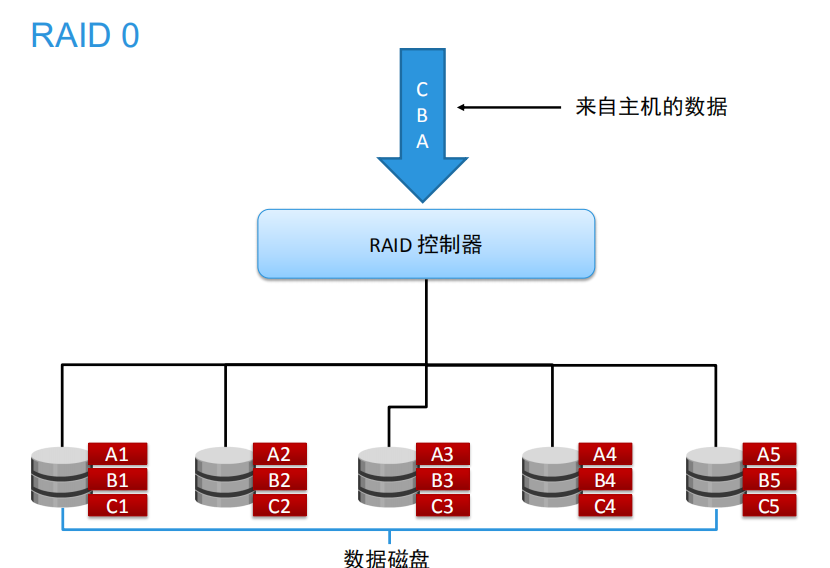 RAID 0
C
B
A
来自主机的数据
RAID 控制器
A1 A2 A3 A4 A5
B1 B2 B3 B4 B5
C1 C2 C3 C4 C5
数据磁盘